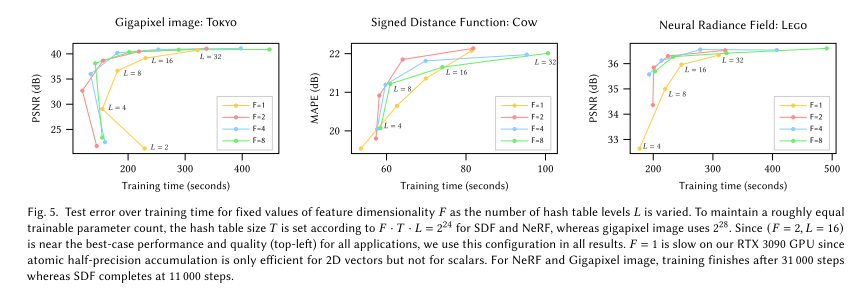 Gigapixel image: Tokyo
Signed Distance Function: Cow
Neural Radiance Field: Lego
PSNR (dB)
40
35
30
25
200
300
400
Training time (seconds)
L = 2
L = 4
L = 8
L = 16
L = 32
F=1
F=2
F=4
F=8
MAPE (dB)
22
21
20
60
80
100
Training time (seconds)
L = 4
L = 8
L = 16
L = 32
F=1
F=2
F=4
F=8
PSNR (dB)
36
35
34
33
200
300
400
500
Training time (seconds)
L = 4
L = 8
L = 16
L = 32
F=1
F=2
F=4
F=8
Fig. 5. Test error over training time for fixed values of feature dimensionality F as the number of hash table levels L is varied. To maintain a roughly equal
trainable parameter count, the hash table size T is set according to F · T · L = 2²⁴ for SDF and NeRF, whereas gigapixel image uses 2²⁸. Since (F = 2, L = 16)
is near the best-case performance and quality (top-left) for all applications, we use this configuration in all results. F = 1 is slow on our RTX 3090 GPU since
atomic half-precision accumulation is only efficient for 2D vectors but not for scalars. For NeRF and Gigapixel image, training finishes after 31 000 steps
whereas SDF completes at 11 000 steps.